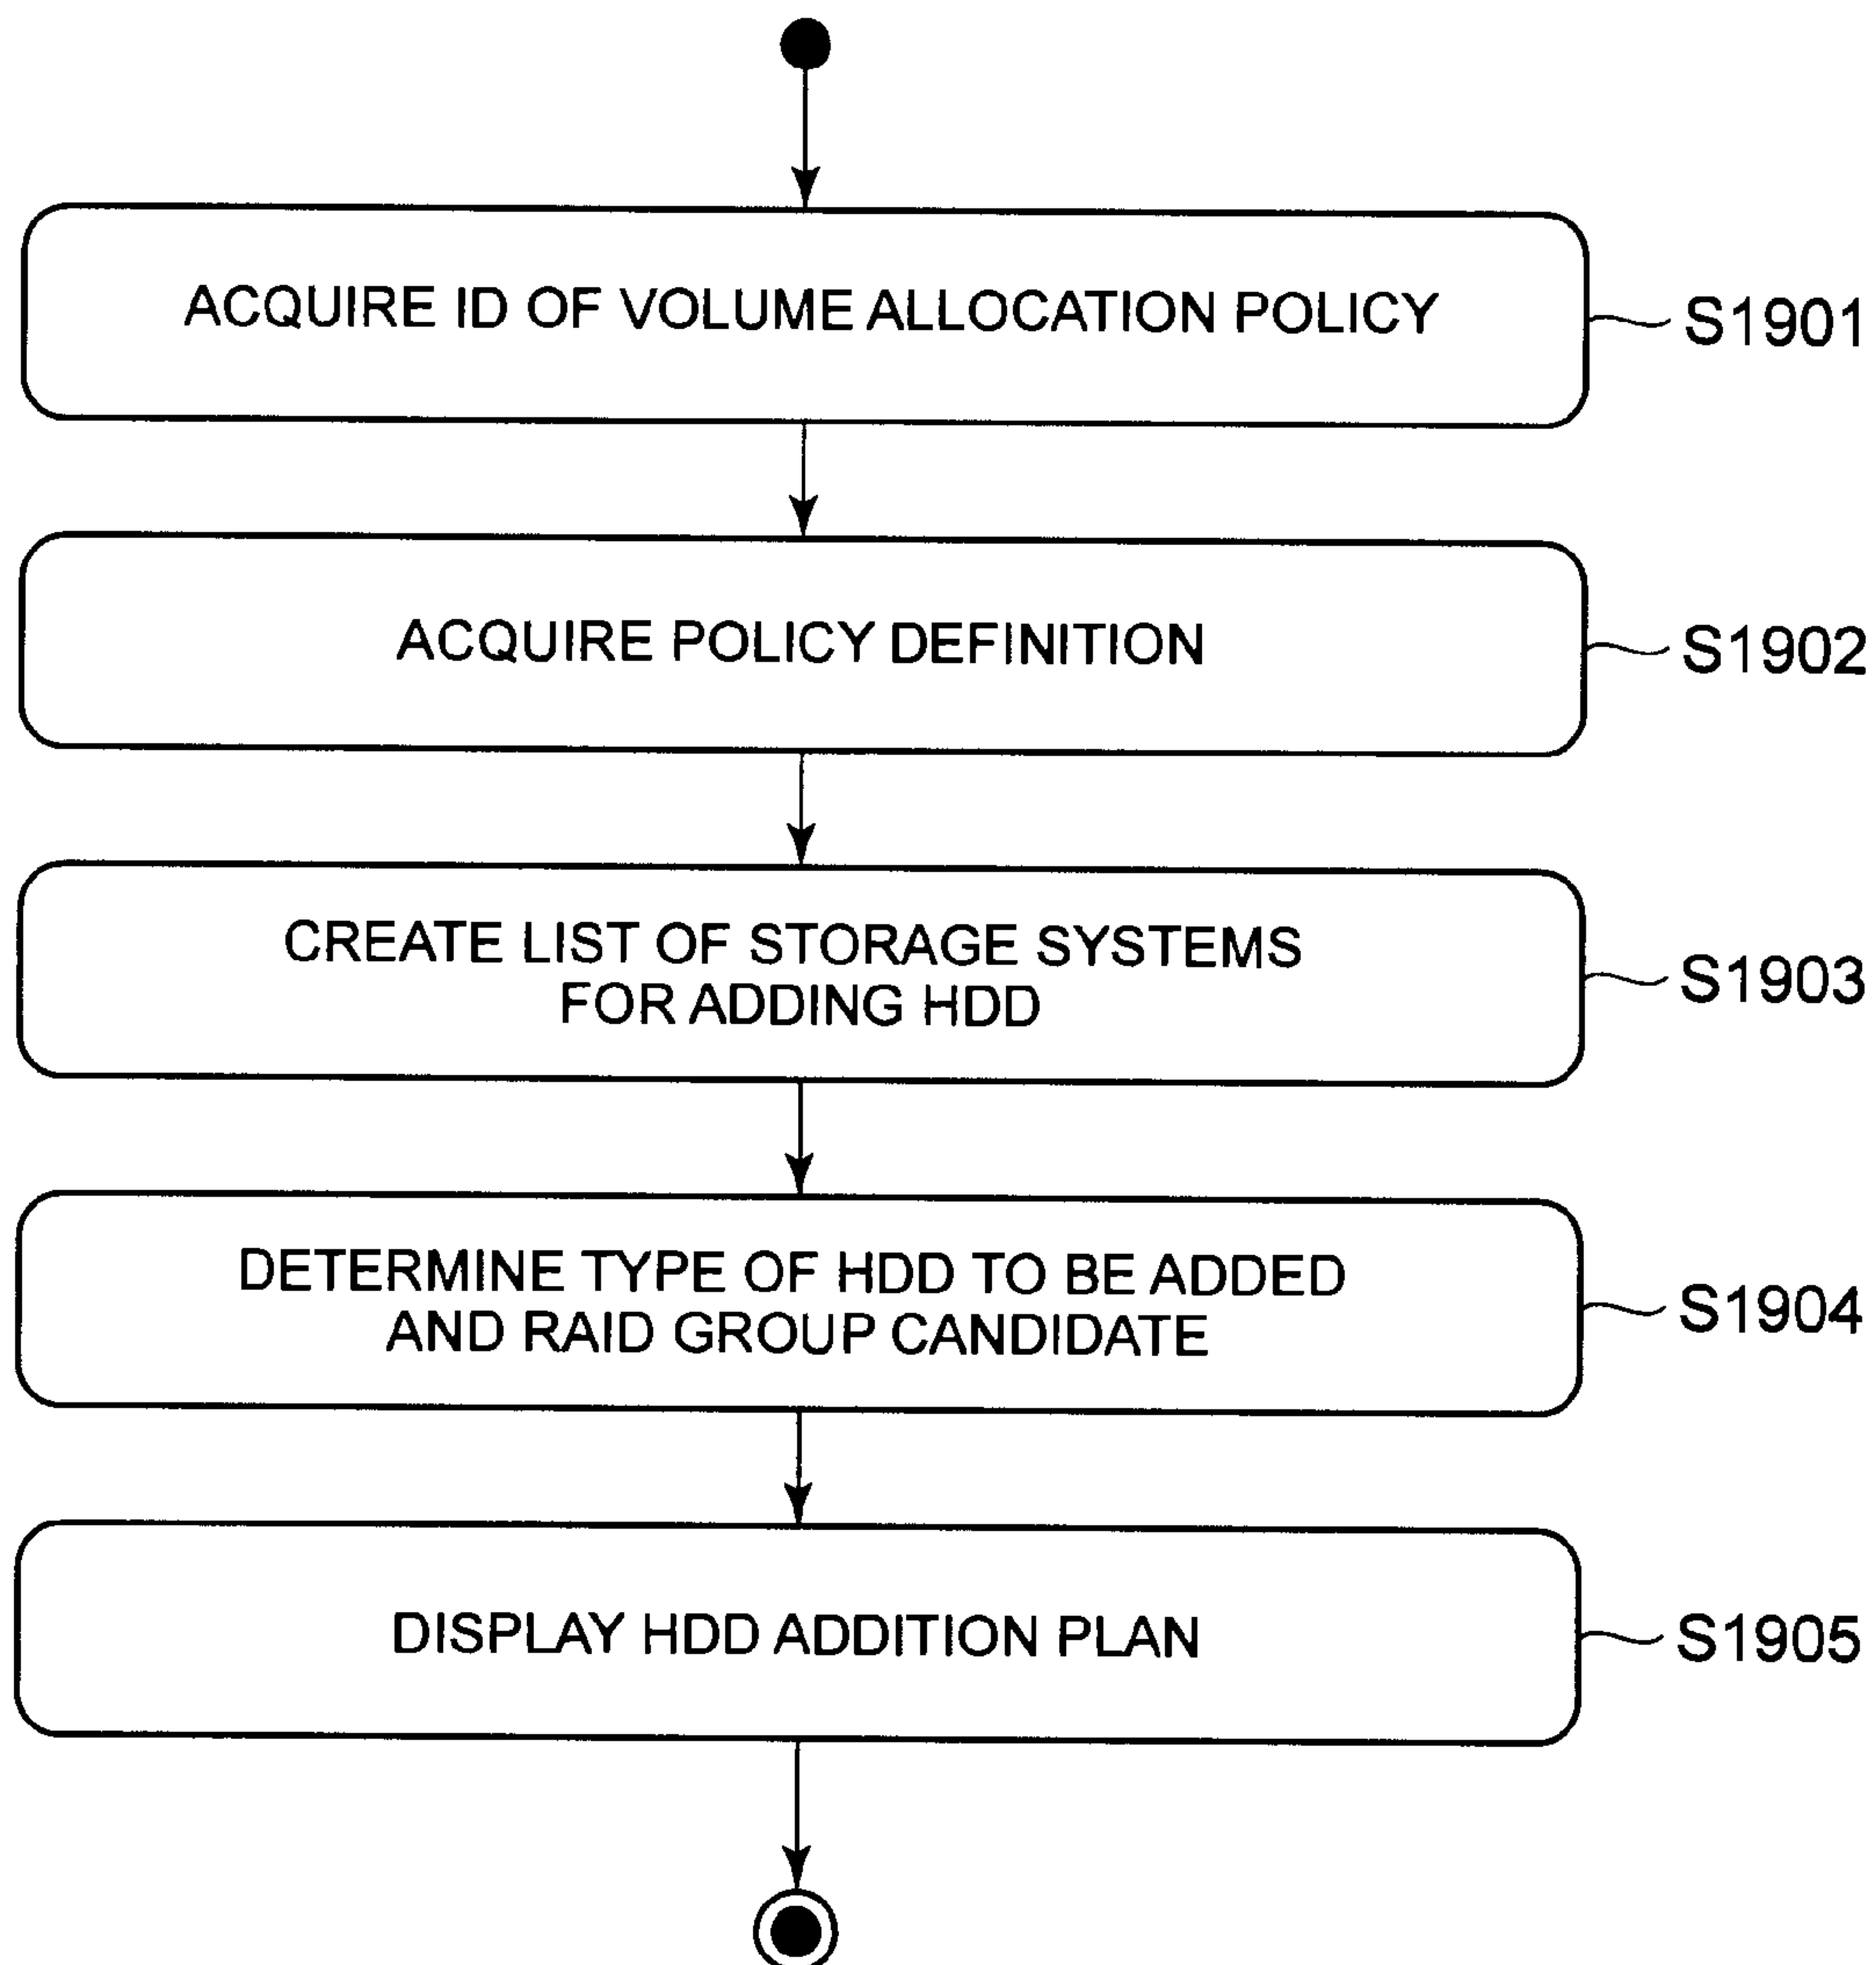 ACQUIRE ID OF VOLUME ALLOCATION POLICY
S1901
ACQUIRE POLICY DEFINITION
S1902
CREATE LIST OF STORAGE SYSTEMS
FOR ADDING HDD
S1903
DETERMINE TYPE OF HDD TO BE ADDED
AND RAID GROUP CANDIDATE
S1904
DISPLAY HDD ADDITION PLAN
S1905